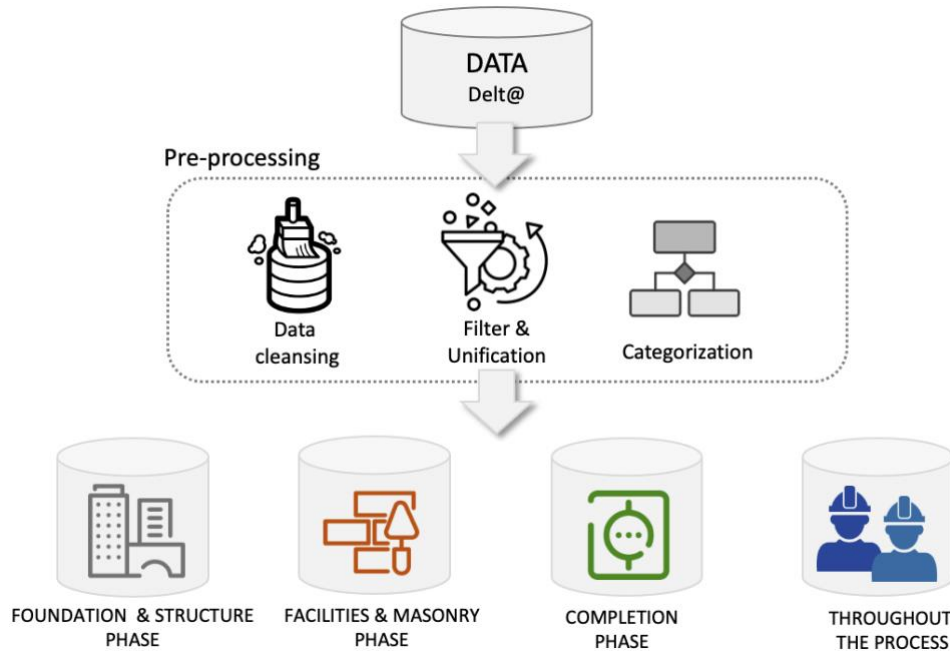 DATA
Delt@
Pre-processing
Data
cleansing
Filter &
Unification
Categorization
FOUNDATION & STRUCTURE
PHASE
FACILITIES & MASONRY
PHASE
COMPLETION
PHASE
THROUGHOUT
THE PROCESS